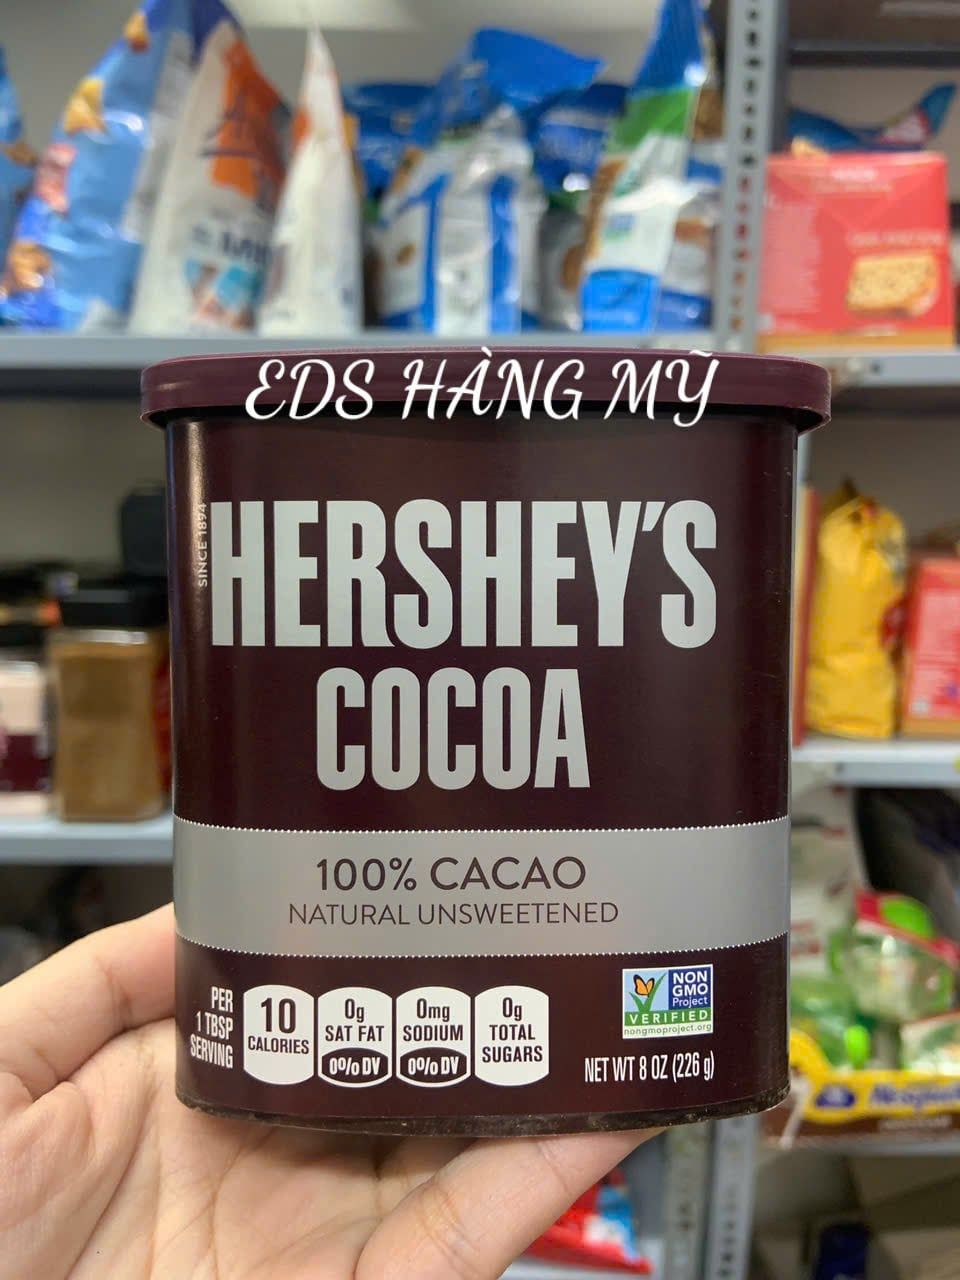 EDS HÀNG MỸ
SINCE 1894
HERSHEY'S
COCOA
100% CACAO
NATURAL UNSWEETENED
PER
1 TBSP
SERVING
10
CALORIES
0g
SAT FAT
0% DV
0mg
SODIUM
0% DV
0g
TOTAL
SUGARS
NON
GMO
Project
VERIFIED
nongmoproject.org
NET WT 8 OZ (226 g)